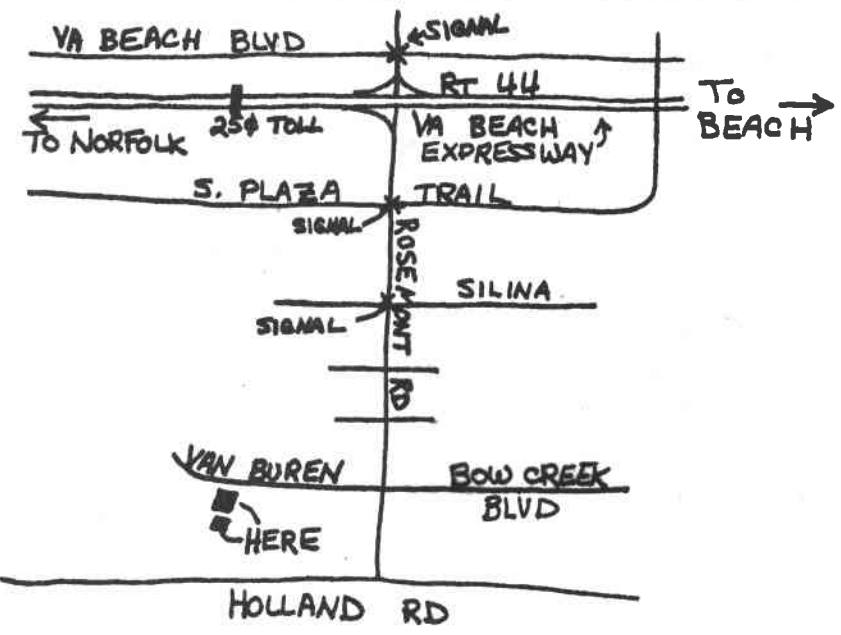 VA BEACH BLVD
SIGNAL
RT 44
TO
BEACH
25¢ TOLL
TO NORFOLK
VA BEACH
EXPRESSWAY
S. PLAZA TRAIL
SIGNAL
ROSEMONT RD
SILINA
SIGNAL
VAN BUREN
BOW CREEK
BLVD
HERE
HOLLAND RD